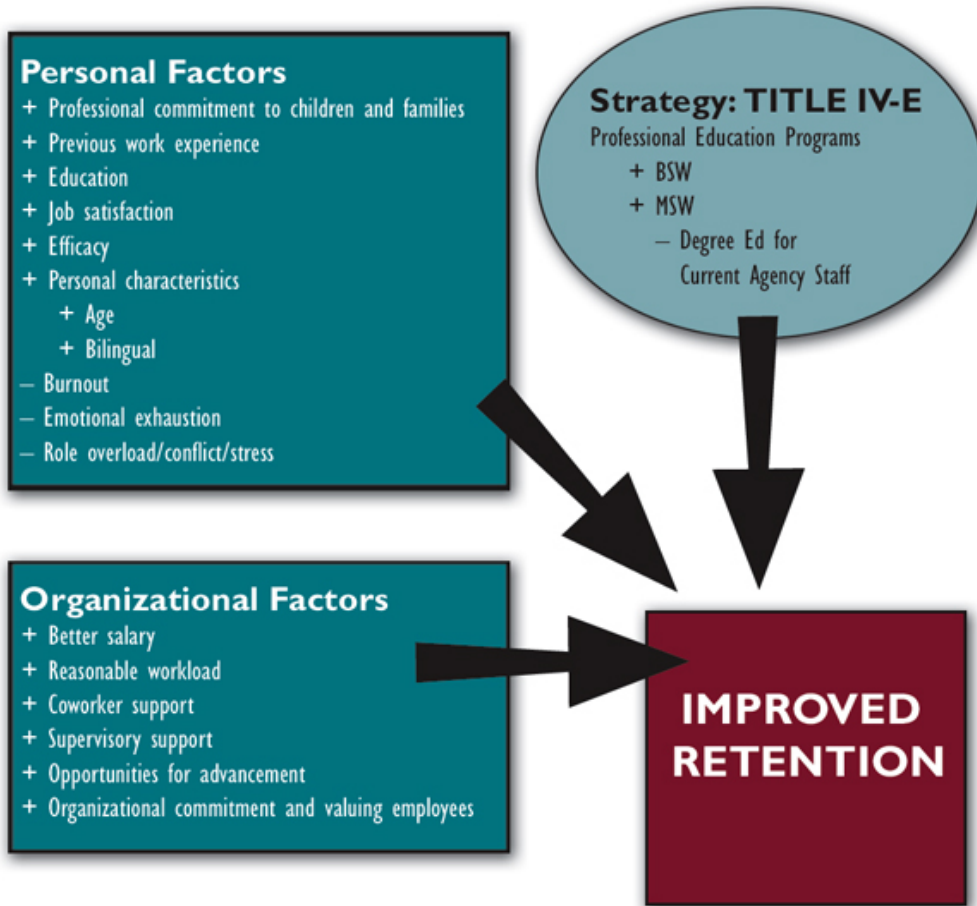 Personal Factors
+ Professional commitment to children and families
+ Previous work experience
+ Education
+ Job satisfaction
+ Efficacy
+ Personal characteristics
+ Age
+ Bilingual
– Burnout
– Emotional exhaustion
– Role overload/conflict/stress
Strategy: TITLE IV-E
Professional Education Programs
+ BSW
+ MSW
– Degree Ed for
Current Agency Staff
Organizational Factors
+ Better salary
+ Reasonable workload
+ Coworker support
+ Supervisory support
+ Opportunities for advancement
+ Organizational commitment and valuing employees
IMPROVED
RETENTION